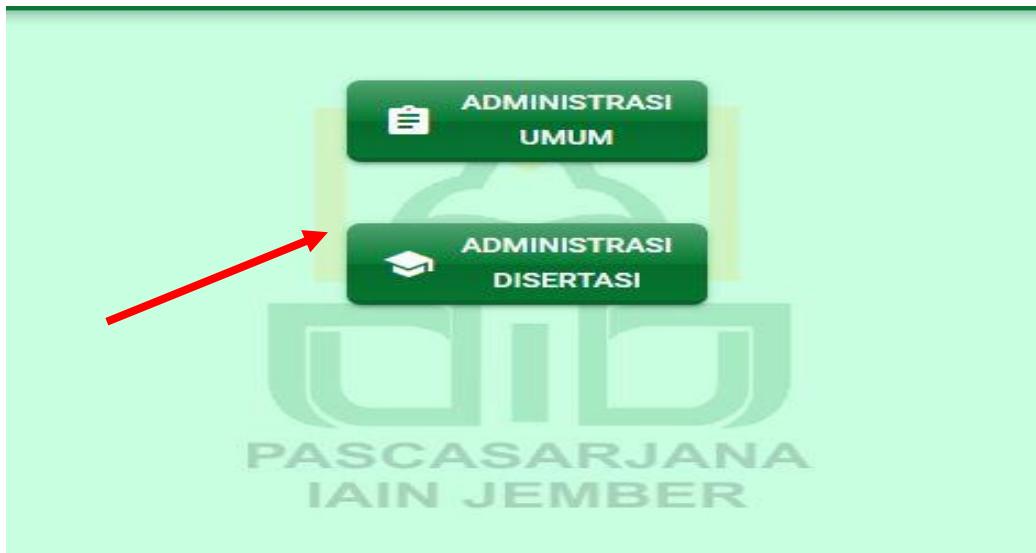 ADMINISTRASI
UMUM
ADMINISTRASI
DISERTASI
PASCASARJANA
IAIN JEMBER